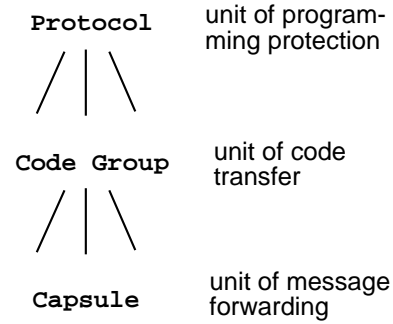 Protocol
unit of program-
ming protection
Code Group
unit of code
transfer
Capsule
unit of message
forwarding